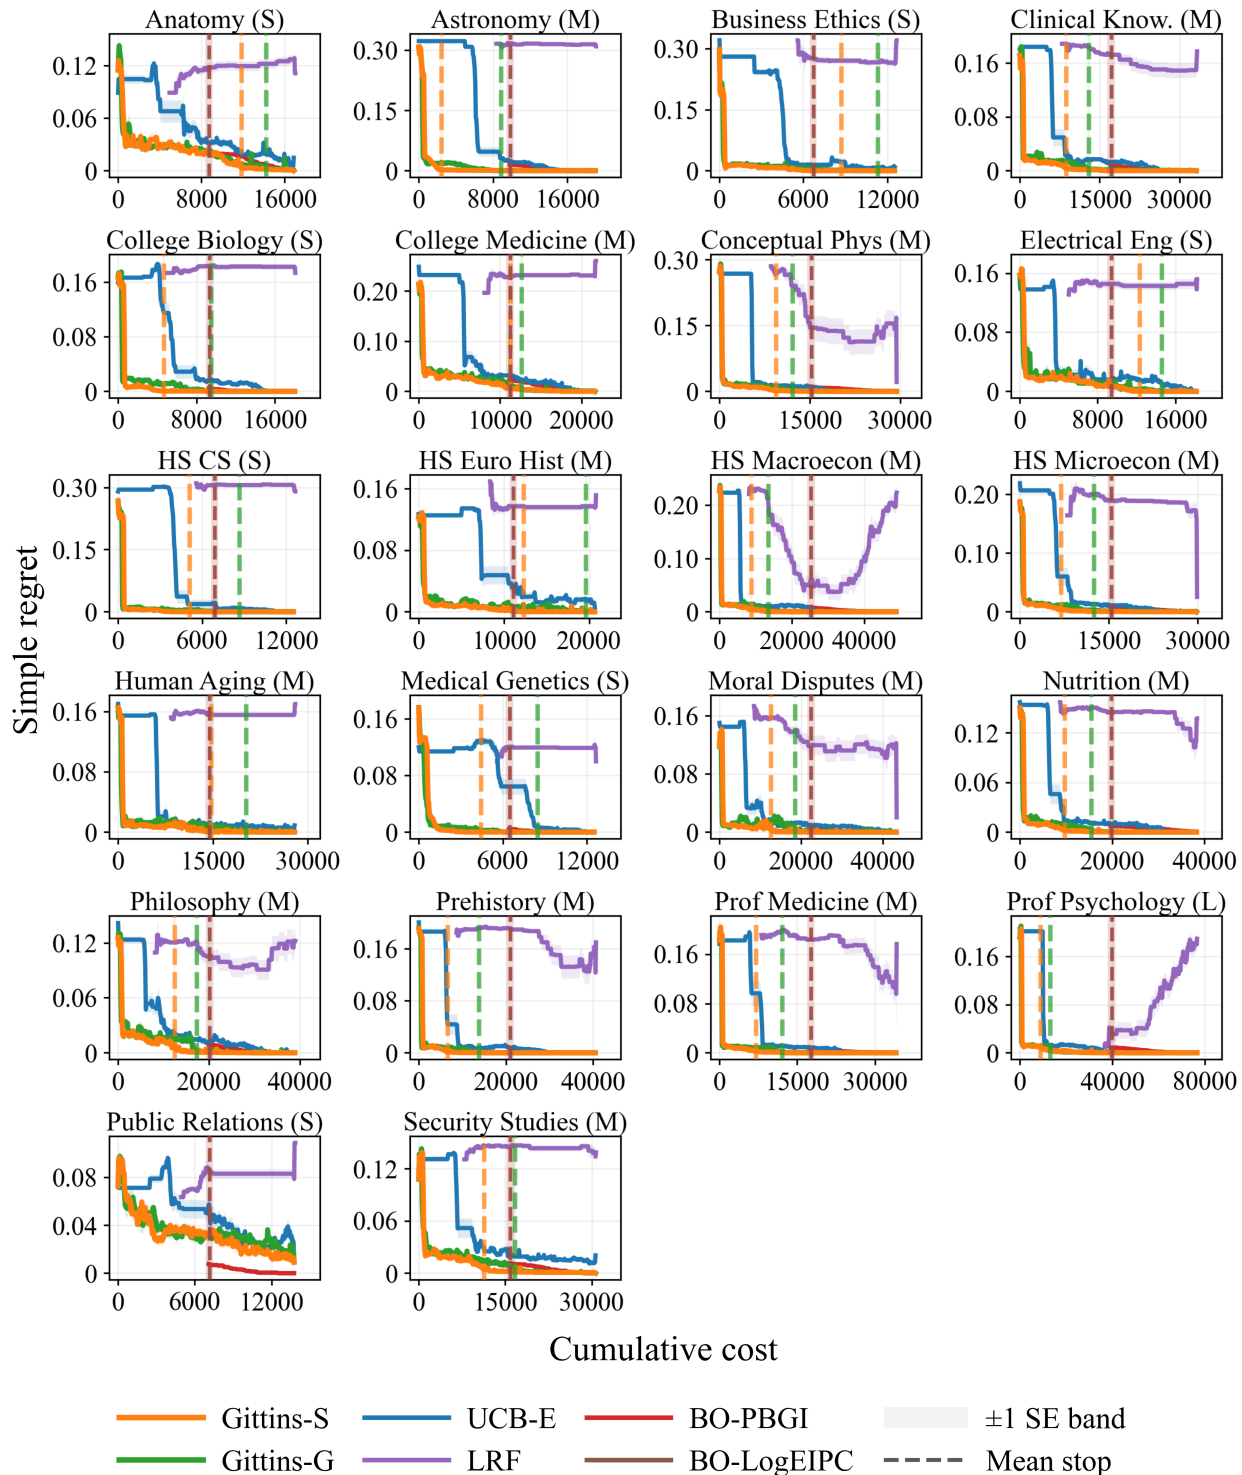 Anatomy (S) Astronomy (M) Business Ethics (S) Clinical Know. (M)
0.12 0.30 0.30 0.16
0.06 0.15 0.15 0.08
0 0 0 0
0 8000 16000 0 8000 16000 0 6000 12000 0 15000 30000
College Biology (S) College Medicine (M) Conceptual Phys (M) Electrical Eng (S)
0.16 0.20 0.30 0.16
0.08 0.10 0.15 0.08
0 0 0 0
0 8000 16000 0 10000 20000 0 15000 30000 0 8000 16000
HS CS (S) HS Euro Hist (M) HS Macroecon (M) HS Microecon (M)
0.30 0.16 0.20 0.20
0.15 0.08 0.10 0.10
0 0 0 0
0 6000 12000 0 10000 20000 0 20000 40000 0 15000 30000
Simple regret
Human Aging (M) Medical Genetics (S) Moral Disputes (M) Nutrition (M)
0.16 0.16 0.16 0.16
0.08 0.08 0.08 0.08
0 0 0 0
0 15000 30000 0 6000 12000 0 20000 40000 0 20000 40000
Philosophy (M) Prehistory (M) Prof Medicine (M) Prof Psychology (L)
0.12 0.16 0.16 0.16
0.06 0.08 0.08 0.08
0 0 0 0
0 20000 40000 0 20000 40000 0 15000 30000 0 40000 80000
Public Relations (S) Security Studies (M)
0.08 0.12
0.04 0.06
0 0
0 6000 12000 0 15000 30000
Cumulative cost
Gittins-S UCB-E BO-PBGI ±1 SE band
Gittins-G LRF BO-LogEIPC Mean stop